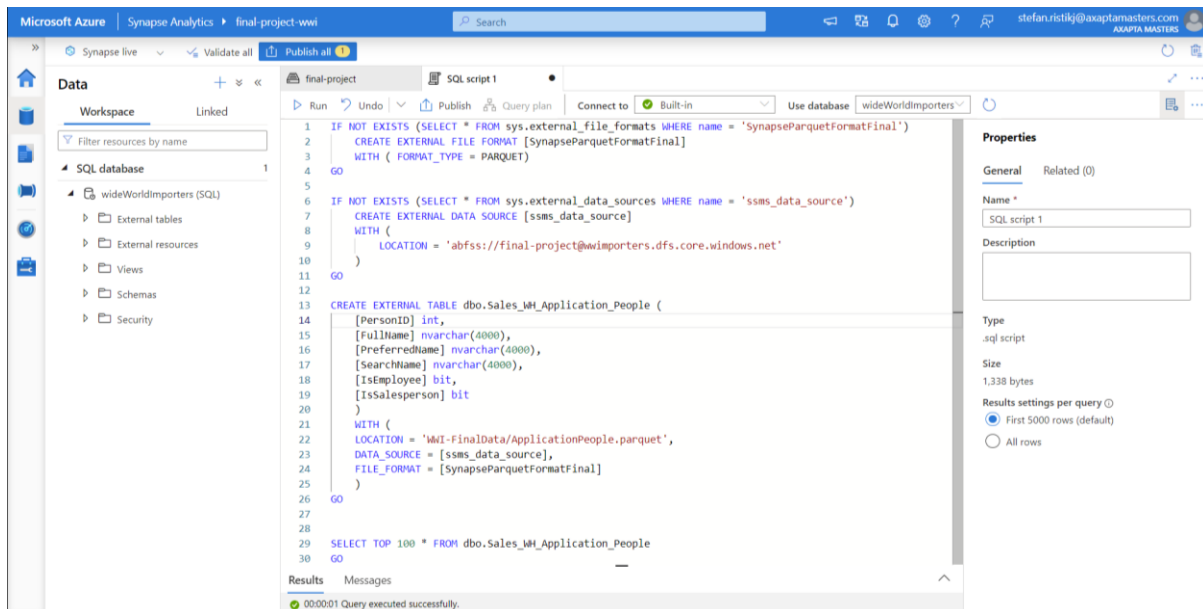 Microsoft Azure | Synapse Analytics ▸ final-project-wwi
Search
stefan.ristikj@axaptamasters.com
AXAPTA MASTERS
Synapse live
Validate all
Publish all 1
Data
Workspace Linked
Filter resources by name
SQL database 1
wideWorldImporters (SQL)
External tables
External resources
Views
Schemas
Security
final-project
SQL script 1
Run Undo Publish Query plan Connect to Built-in Use database wideWorldImporters
1 IF NOT EXISTS (SELECT * FROM sys.external_file_formats WHERE name = 'SynapseParquetFormatFinal')
2 CREATE EXTERNAL FILE FORMAT [SynapseParquetFormatFinal]
3 WITH ( FORMAT_TYPE = PARQUET)
4 GO
5
6 IF NOT EXISTS (SELECT * FROM sys.external_data_sources WHERE name = 'ssms_data_source')
7 CREATE EXTERNAL DATA SOURCE [ssms_data_source]
8 WITH (
9 LOCATION = 'abfss://final-project@wwimporters.dfs.core.windows.net'
10 )
11 GO
12
13 CREATE EXTERNAL TABLE dbo.Sales_WH_Application_People (
14 [PersonID] int,
15 [FullName] nvarchar(4000),
16 [PreferredName] nvarchar(4000),
17 [SearchName] nvarchar(4000),
18 [IsEmployee] bit,
19 [IsSalesperson] bit
20 )
21 WITH (
22 LOCATION = 'WWI-FinalData/ApplicationPeople.parquet',
23 DATA_SOURCE = [ssms_data_source],
24 FILE_FORMAT = [SynapseParquetFormatFinal]
25 )
26 GO
27
28
29 SELECT TOP 100 * FROM dbo.Sales_WH_Application_People
30 GO
Results Messages
00:00:01 Query executed successfully.
Properties
General Related (0)
Name *
SQL script 1
Description
Type
.sql script
Size
1,338 bytes
Results settings per query
First 5000 rows (default)
All rows